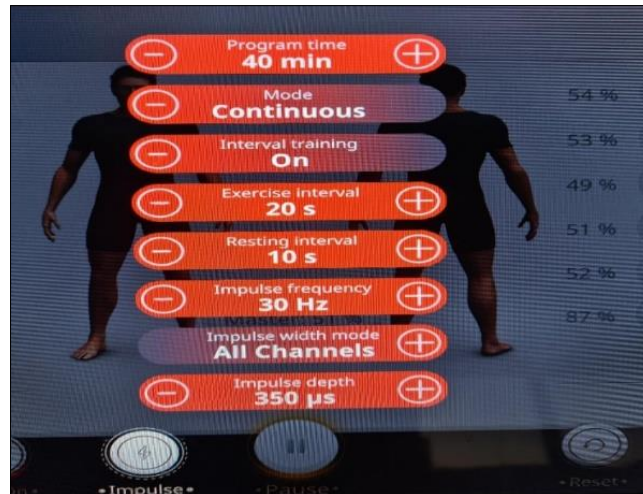 Program time
40 min
Mode
Continuous
54 %
53 %
Interval training
On
49 %
Exercise interval
20 s
51 %
Resting interval
10 s
52 %
Impulse frequency
30 Hz
87 %
Impulse width mode
All Channels
Impulse depth
350 µs
•Impulse•
•Pause•
•Reset•